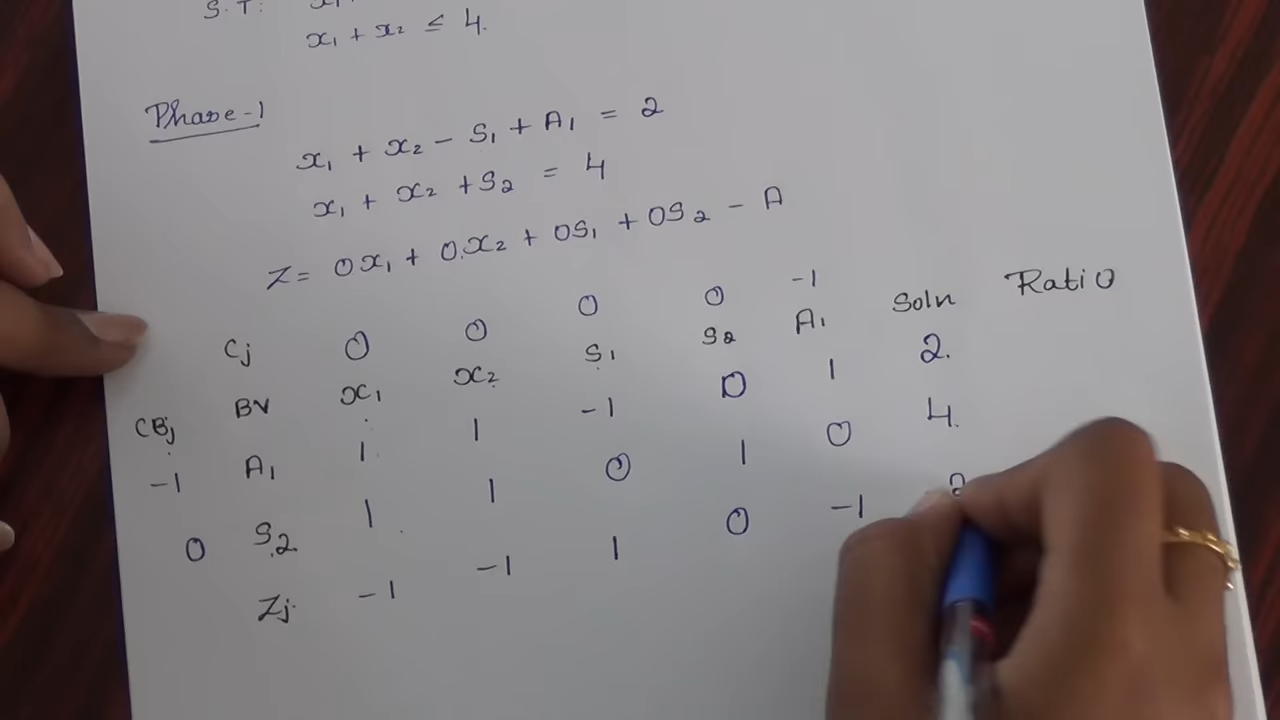 S.T:
x₁ + x₂ ≤ 4.
Phase-1
x₁ + x₂ - S₁ + A₁ = 2
x₁ + x₂ + S₂ = 4
Z = 0x₁ + 0.x₂ + 0S₁ + 0S₂ - A
Cj 0 0 0 0 -1
CBj BV x₁ x₂ S₁ S₂ A₁ Soln Ratio
-1 A₁ 1 1 -1 0 1 2.
0 S₂ 1 1 0 1 0 4.
Zj -1 -1 1 0 -1